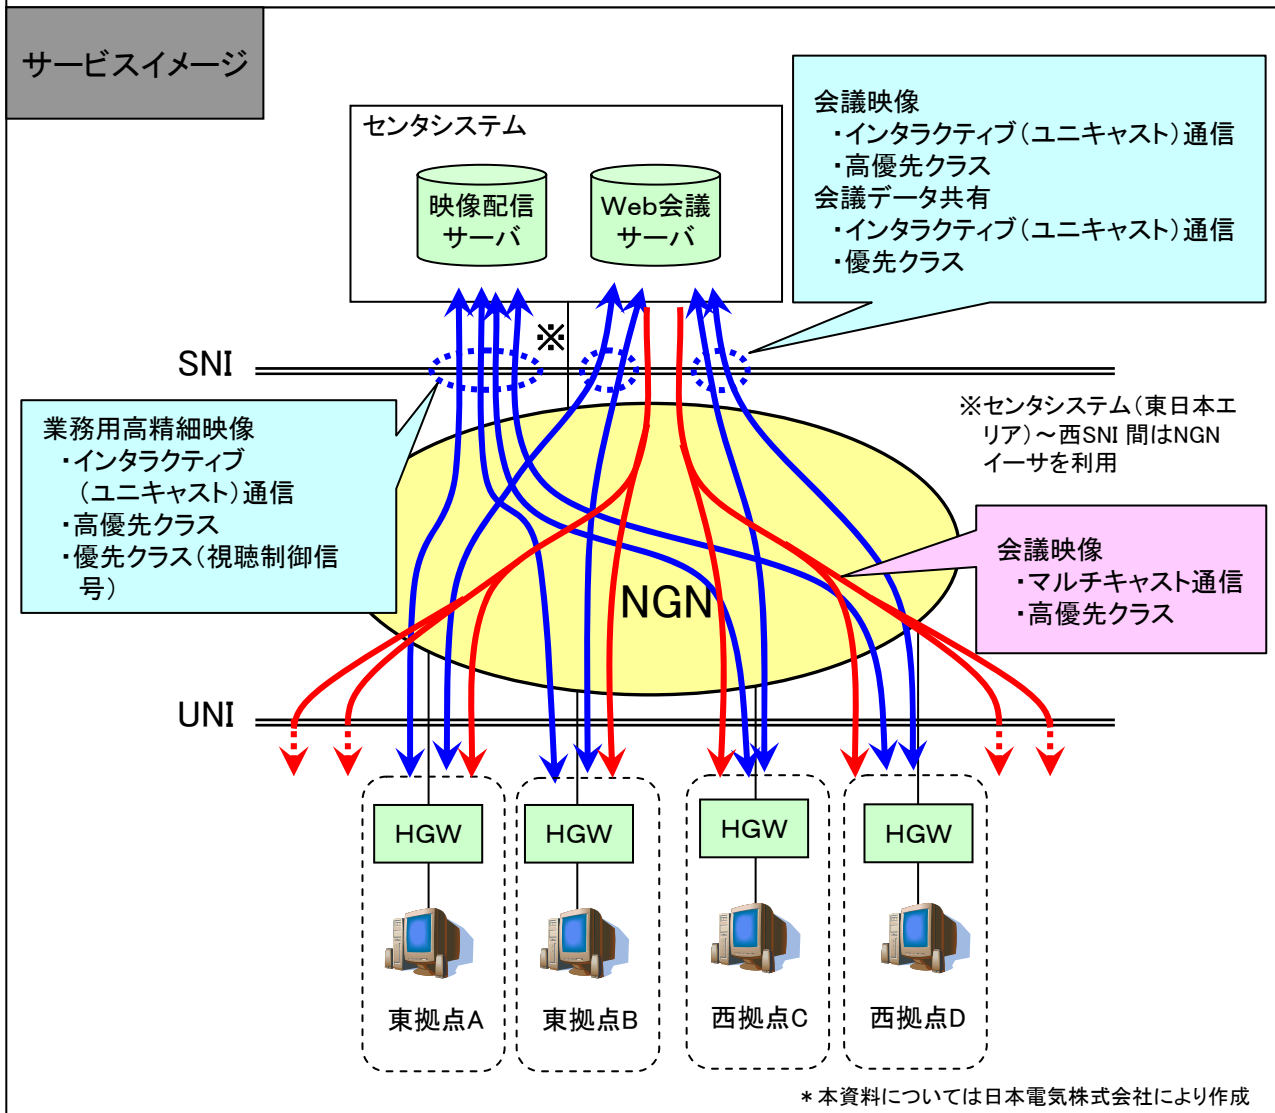 サービスイメージ
センタシステム
映像配信
サーバ
Web会議
サーバ
会議映像
・インタラクティブ(ユニキャスト)通信
・高優先クラス
会議データ共有
・インタラクティブ(ユニキャスト)通信
・優先クラス
※
SNI
業務用高精細映像
・インタラクティブ
(ユニキャスト)通信
・高優先クラス
・優先クラス(視聴制御信
号)
※センタシステム(東日本エ
リア)～西SNI 間はNGN
イーサを利用
会議映像
・マルチキャスト通信
・高優先クラス
NGN
UNI
HGW
HGW
HGW
HGW
東拠点A
東拠点B
西拠点C
西拠点D
*本資料については日本電気株式会社により作成